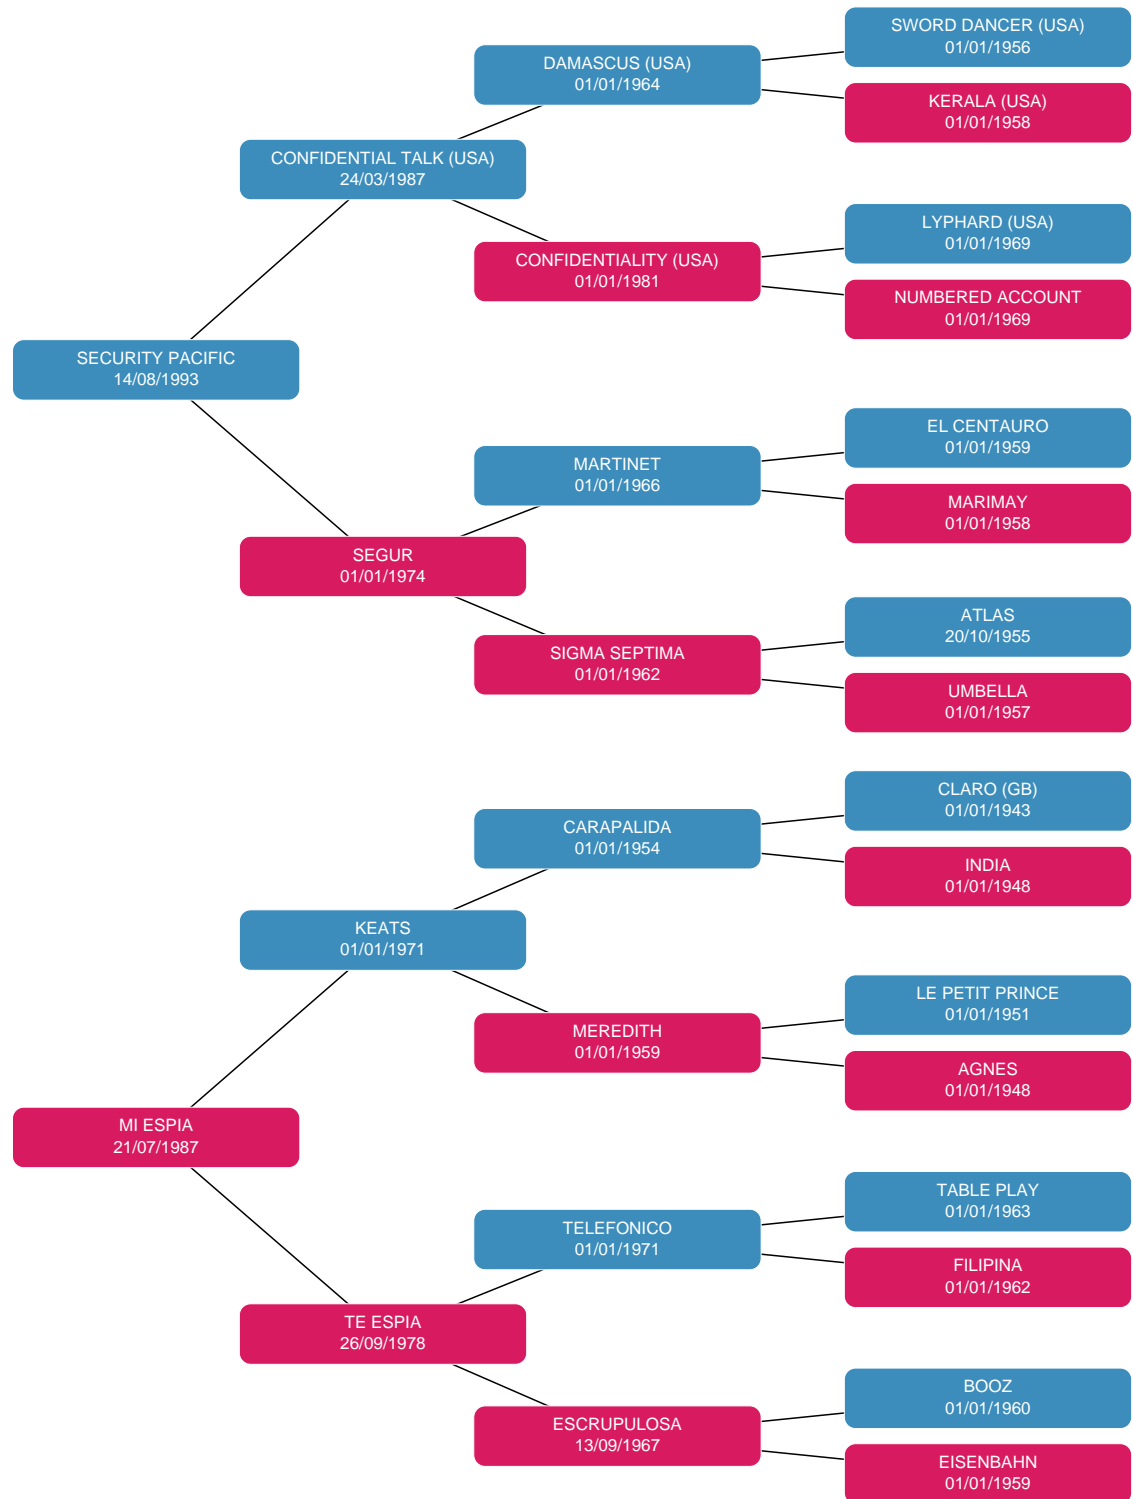 SWORD DANCER (USA)
01/01/1956
DAMASCUS (USA)
01/01/1964
KERALA (USA)
01/01/1958
CONFIDENTIAL TALK (USA)
24/03/1987
LYPHARD (USA)
01/01/1969
CONFIDENTIALITY (USA)
01/01/1981
NUMBERED ACCOUNT
01/01/1969
SECURITY PACIFIC
14/08/1993
EL CENTAURO
01/01/1959
MARTINET
01/01/1966
MARIMAY
01/01/1958
SEGUR
01/01/1974
ATLAS
20/10/1955
SIGMA SEPTIMA
01/01/1962
UMBELLA
01/01/1957
CLARO (GB)
01/01/1943
CARAPALIDA
01/01/1954
INDIA
01/01/1948
KEATS
01/01/1971
LE PETIT PRINCE
01/01/1951
MEREDITH
01/01/1959
AGNES
01/01/1948
MI ESPIA
21/07/1987
TABLE PLAY
01/01/1963
TELEFONICO
01/01/1971
FILIPINA
01/01/1962
TE ESPIA
26/09/1978
BOOZ
01/01/1960
ESCRUPULOSA
13/09/1967
EISENBAHN
01/01/1959